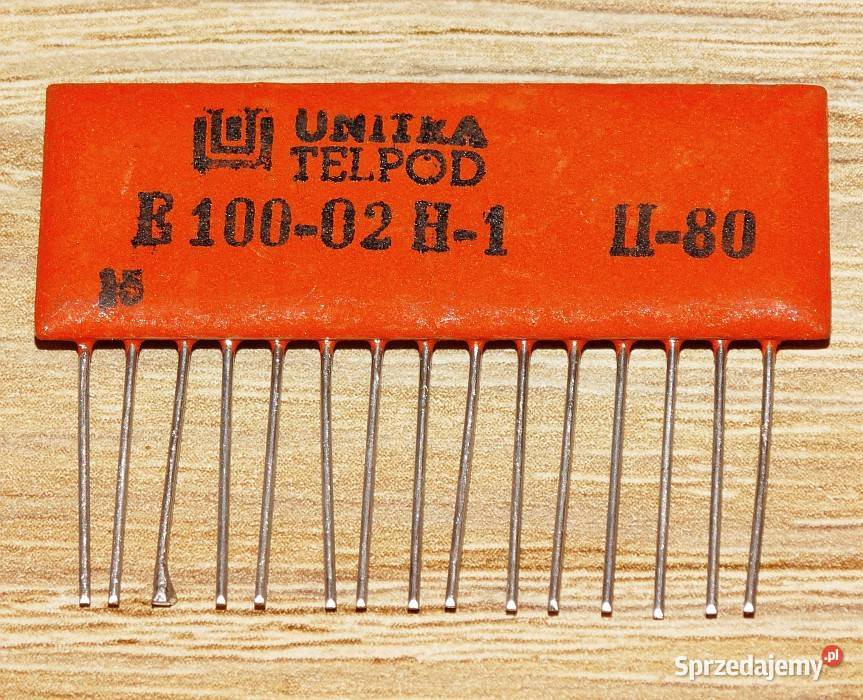 UNITRA
TELPOD
B 100-02 H-1 II-80
15
Sprzedajemy.pl